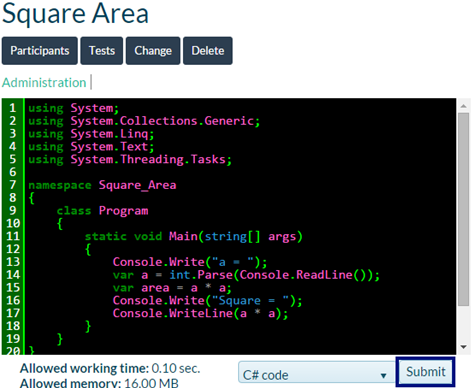 Square Area
Participants Tests Change Delete
Administration
1 using System;
2 using System.Collections.Generic;
3 using System.Linq;
4 using System.Text;
5 using System.Threading.Tasks;
6
7 namespace Square_Area
8 {
9     class Program
10     {
11         static void Main(string[] args)
12         {
13             Console.Write("a = ");
14             var a = int.Parse(Console.ReadLine());
15             var area = a * a;
16             Console.Write("Square = ");
17             Console.WriteLine(a * a);
18         }
19     }
20 }
Allowed working time: 0.10 sec.
Allowed memory: 16.00 MB
C# code
Submit